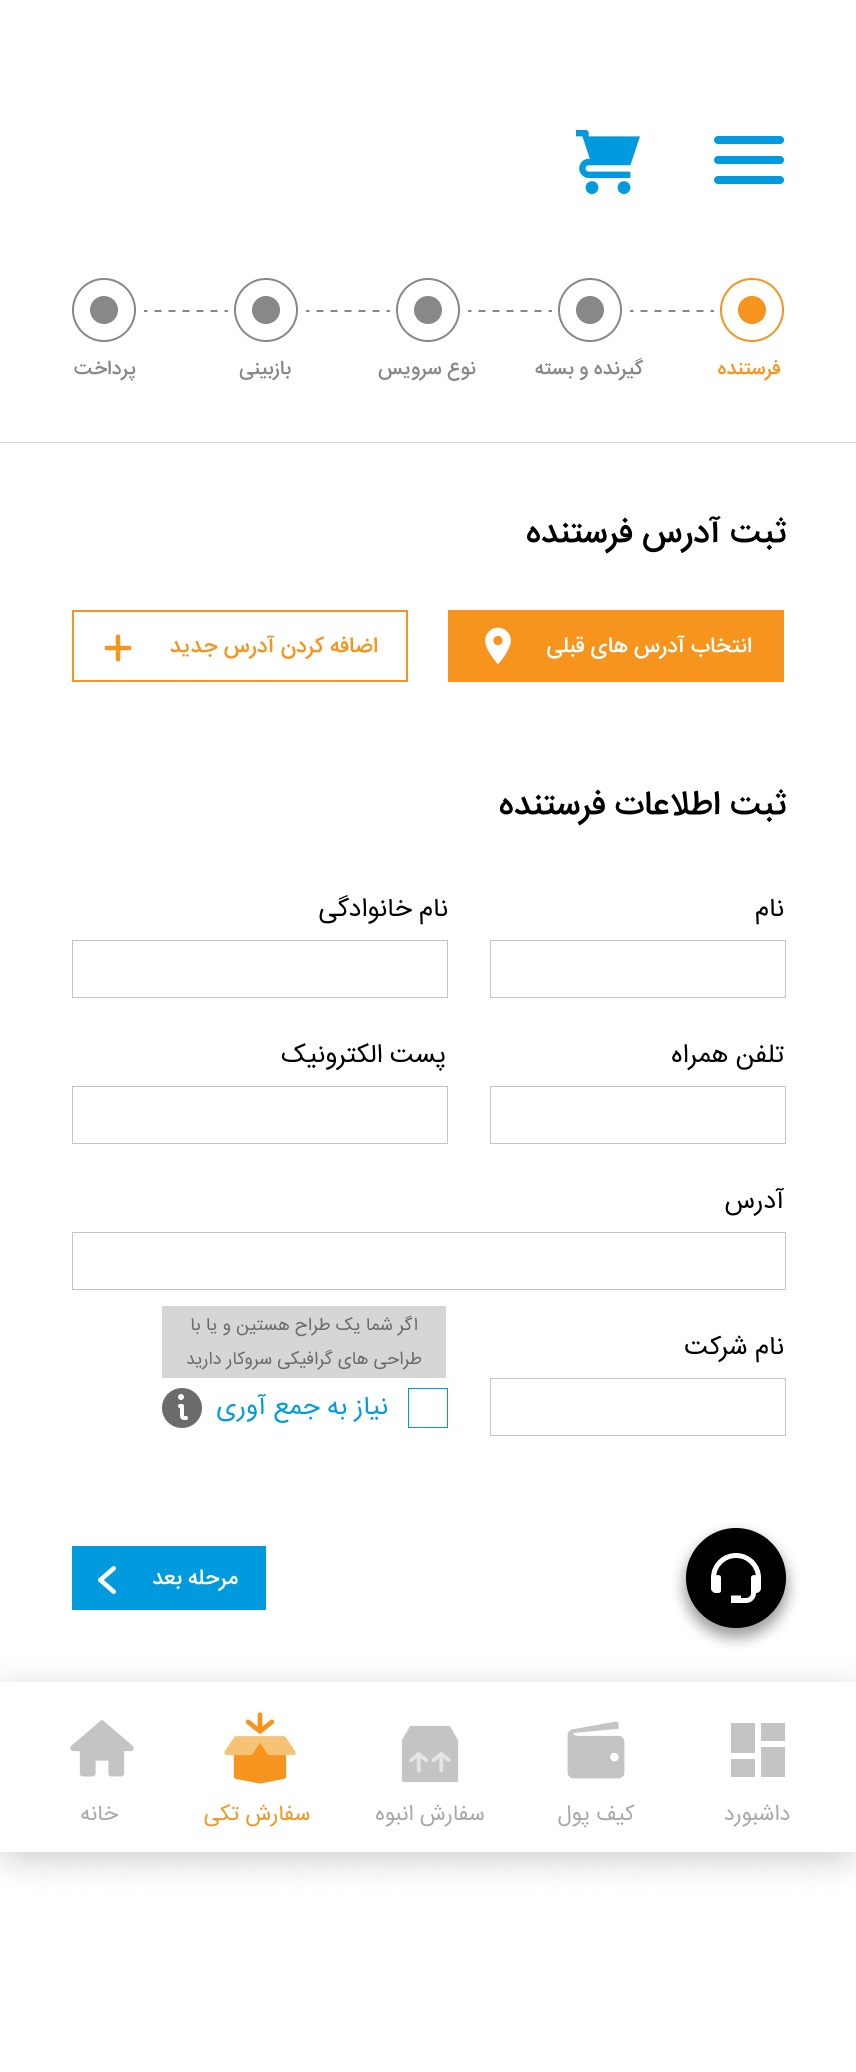 فرستنده
گیرنده و بسته
نوع سرویس
بازبینی
پرداخت
ثبت آدرس فرستنده
انتخاب آدرس های قبلی
اضافه کردن آدرس جدید
ثبت اطلاعات فرستنده
نام
نام خانوادگی
تلفن همراه
پست الکترونیک
آدرس
نام شرکت
اگر شما یک طراح هستین و یا با
طراحی های گرافیکی سروکار دارید
نیاز به جمع آوری
مرحله بعد
داشبورد
کیف پول
سفارش انبوه
سفارش تکی
خانه